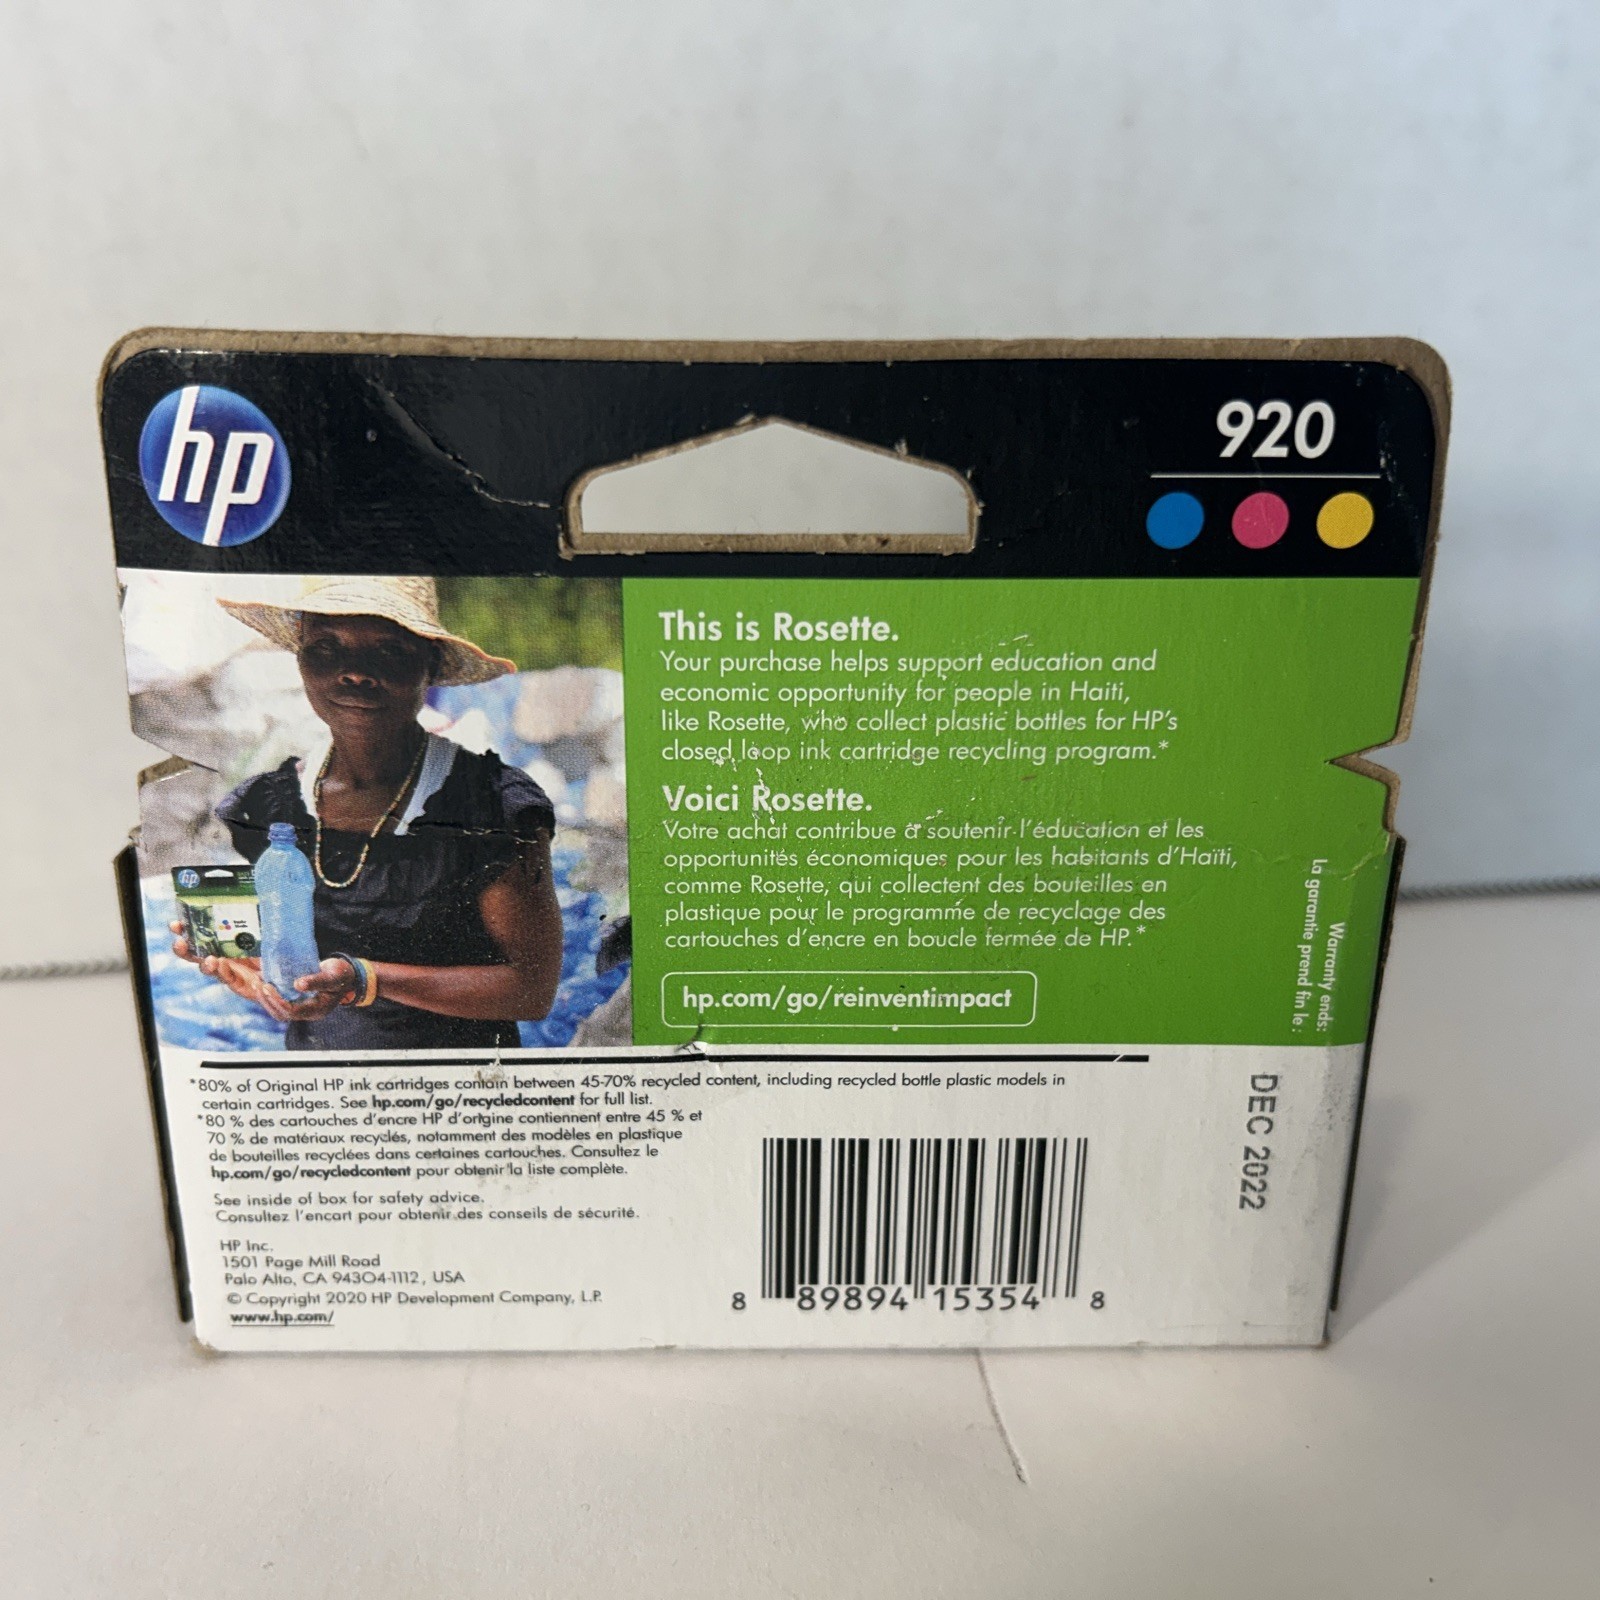 hp
920
This is Rosette.
Your purchase helps support education and
economic opportunity for people in Haiti,
like Rosette, who collect plastic bottles for HP's
closed loop ink cartridge recycling program.*
Voici Rosette.
Votre achat contribue à soutenir l'éducation et les
opportunités économiques pour les habitants d'Haïti,
comme Rosette, qui collectent des bouteilles en
plastique pour le programme de recyclage des
cartouches d'encre en boucle fermée de HP.*
hp.com/go/reinventimpact
Warranty ends:
La garantie prend fin le :
DEC 2022
*80% of Original HP ink cartridges contain between 45-70% recycled content, including recycled bottle plastic models in
certain cartridges. See hp.com/go/recycledcontent for full list.
*80 % des cartouches d'encre HP d'origine contiennent entre 45 % et
70 % de matériaux recyclés, notamment des modèles en plastique
de bouteilles recyclées dans certaines cartouches. Consultez le
hp.com/go/recycledcontent pour obtenir la liste complète.
See inside of box for safety advice.
Consultez l'encart pour obtenir des conseils de sécurité.
HP Inc.
1501 Page Mill Road
Palo Alto, CA 94304-1112, USA
© Copyright 2020 HP Development Company, L.P.
www.hp.com/
8 89894 15354 8